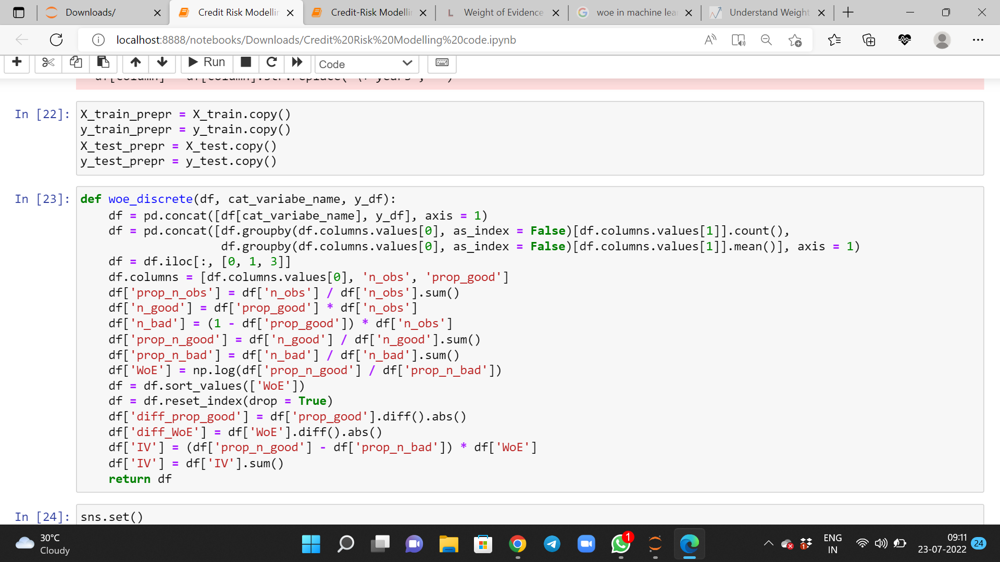 Downloads/
Credit Risk Modellin
Credit-Risk Modellin
L
Weight of Evidence
woe in machine lea
Understand Weight
localhost:8888/notebooks/Downloads/Credit%20Risk%20Modelling%20code.ipynb
Run
Code
df[column] = df[column].str.replace('\+ years', '')
In [22]:
X_train_prepr = X_train.copy()
y_train_prepr = y_train.copy()
X_test_prepr = X_test.copy()
y_test_prepr = y_test.copy()
In [23]:
def woe_discrete(df, cat_variabe_name, y_df):
    df = pd.concat([df[cat_variabe_name], y_df], axis = 1)
    df = pd.concat([df.groupby(df.columns.values[0], as_index = False)[df.columns.values[1]].count(),
                    df.groupby(df.columns.values[0], as_index = False)[df.columns.values[1]].mean()], axis = 1)
    df = df.iloc[:, [0, 1, 3]]
    df.columns = [df.columns.values[0], 'n_obs', 'prop_good']
    df['prop_n_obs'] = df['n_obs'] / df['n_obs'].sum()
    df['n_good'] = df['prop_good'] * df['n_obs']
    df['n_bad'] = (1 - df['prop_good']) * df['n_obs']
    df['prop_n_good'] = df['n_good'] / df['n_good'].sum()
    df['prop_n_bad'] = df['n_bad'] / df['n_bad'].sum()
    df['WoE'] = np.log(df['prop_n_good'] / df['prop_n_bad'])
    df = df.sort_values(['WoE'])
    df = df.reset_index(drop = True)
    df['diff_prop_good'] = df['prop_good'].diff().abs()
    df['diff_WoE'] = df['WoE'].diff().abs()
    df['IV'] = (df['prop_n_good'] - df['prop_n_bad']) * df['WoE']
    df['IV'] = df['IV'].sum()
    return df
In [24]:
sns.set()
30°C
Cloudy
1
1
ENG
IN
09:11
23-07-2022
24